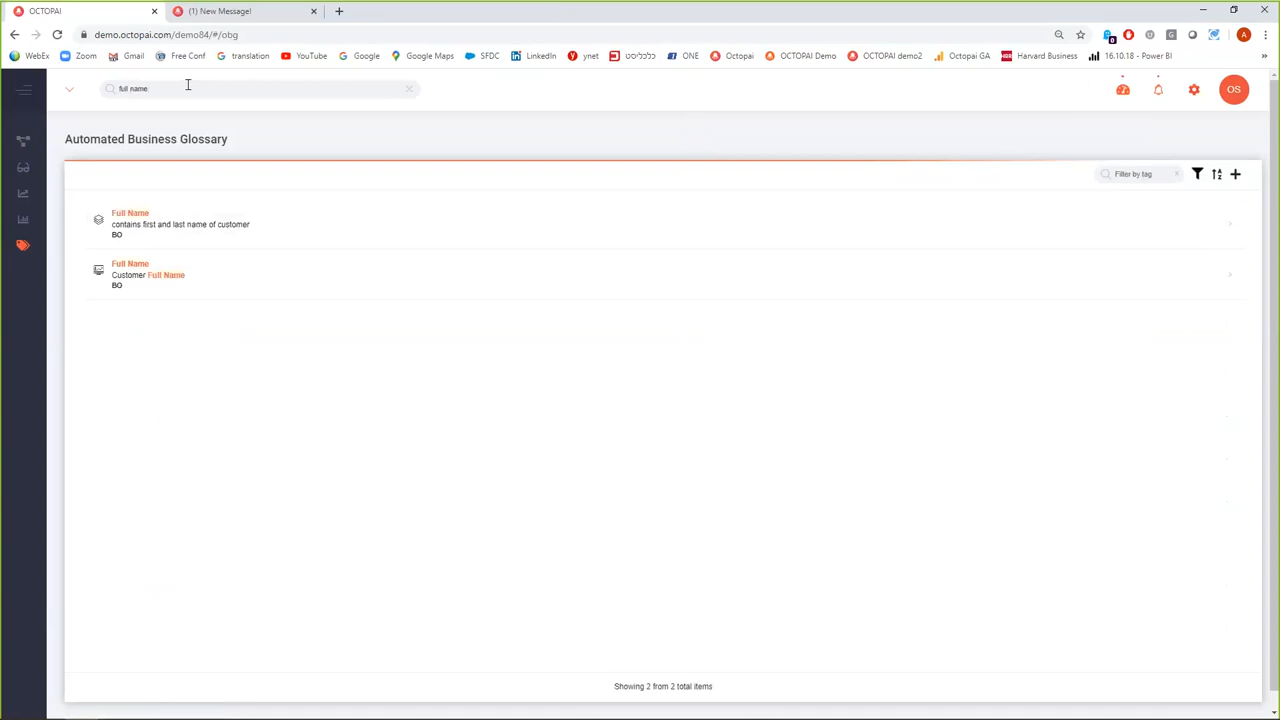 OCTOPAI
(1) New Message!
demo.octopai.com/demo84/#/obg
A
WebEx Zoom Gmail Free Conf translation YouTube Google Google Maps SFDC LinkedIn ynet כלכליסט ONE Octopai OCTOPAI Demo OCTOPAI demo2 Octopai GA Harvard Business 16.10.18 - Power BI
full name
OS
Automated Business Glossary
Filter by tag
Full Name
contains first and last name of customer
BO
Full Name
Customer Full Name
BO
Showing 2 from 2 total items